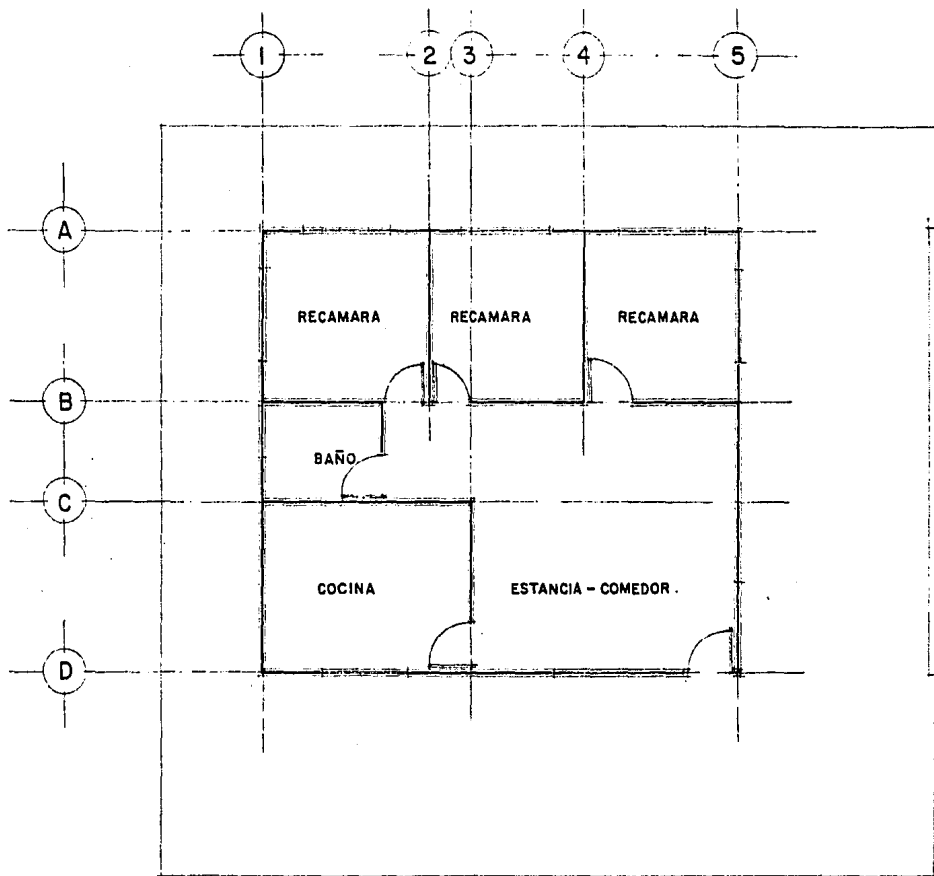 1 2 3 4 5
A
RECAMARA RECAMARA RECAMARA
B
BAÑO
C
COCINA ESTANCIA - COMEDOR.
D